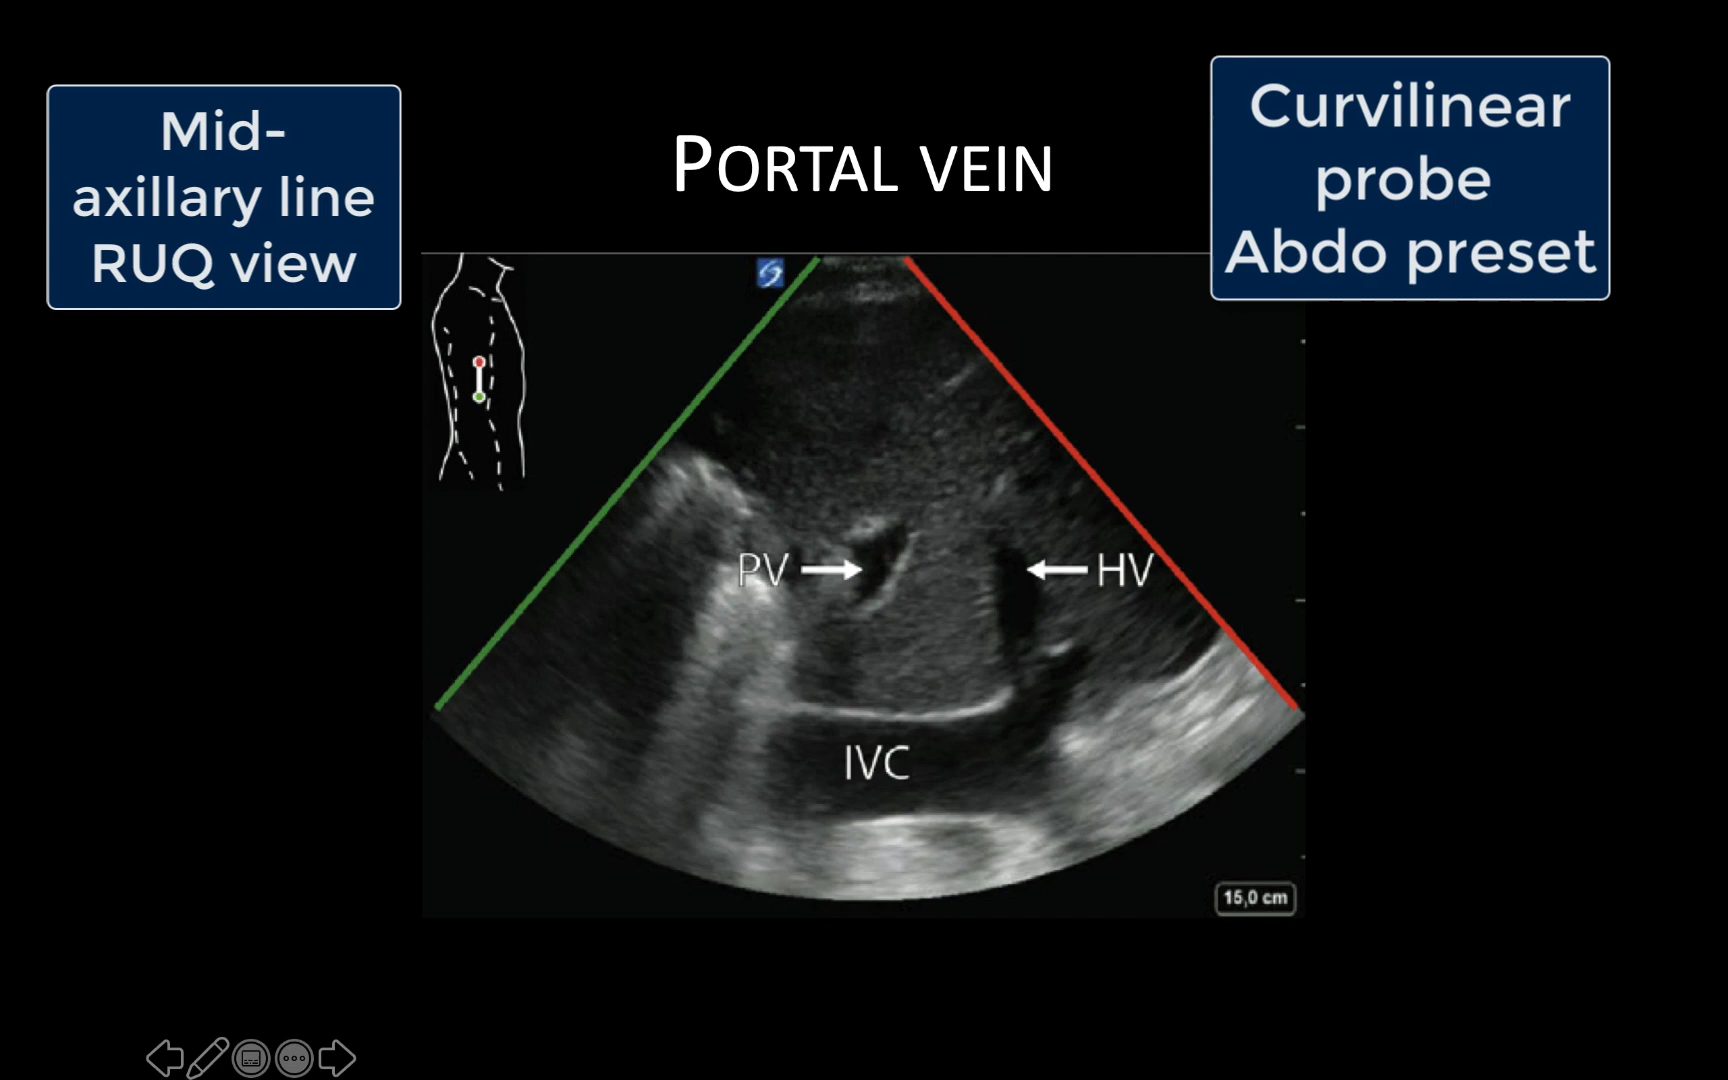 Mid-
axillary line
RUQ view
PORTAL VEIN
Curvilinear
probe
Abdo preset
PV
HV
IVC
15,0 cm